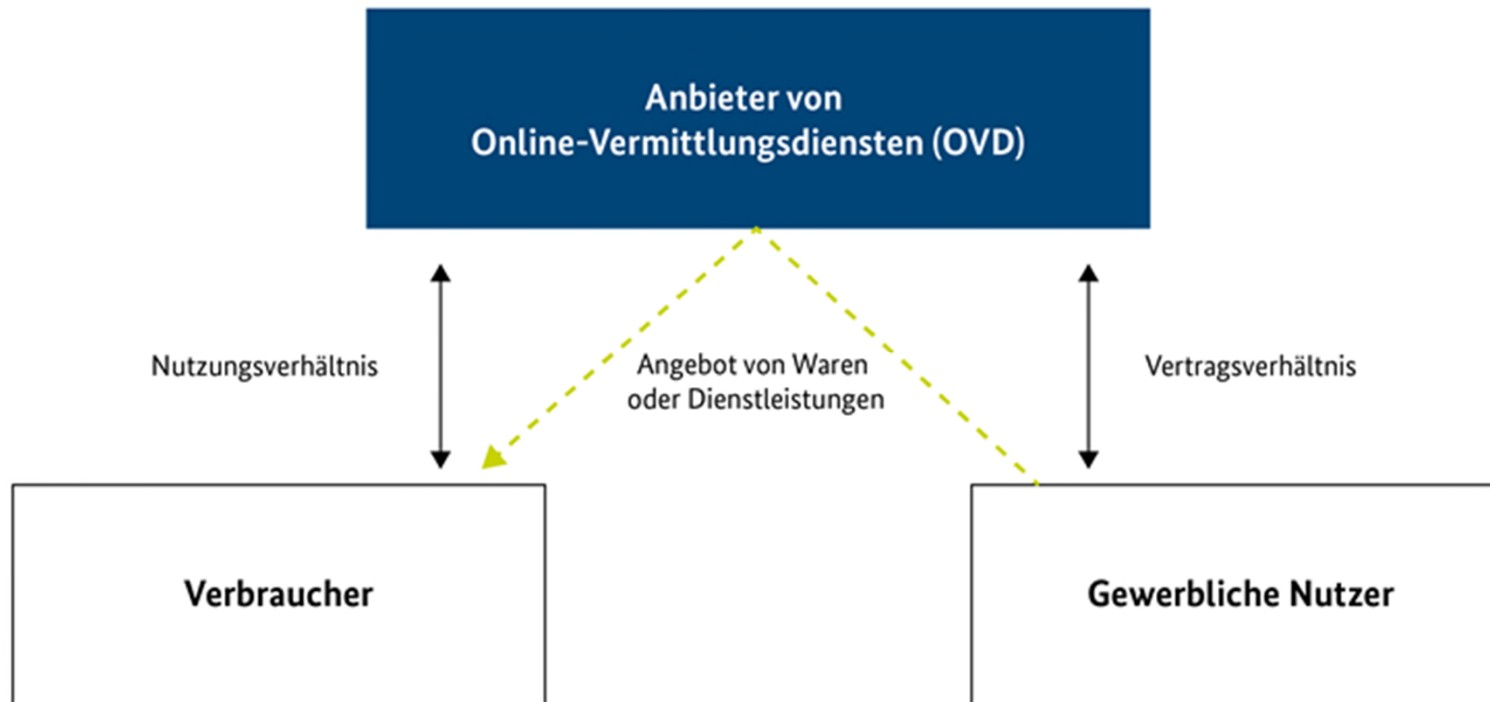 Anbieter von
Online-Vermittlungsdiensten (OVD)
Nutzungsverhältnis
Angebot von Waren
oder Dienstleistungen
Vertragsverhältnis
Verbraucher
Gewerbliche Nutzer